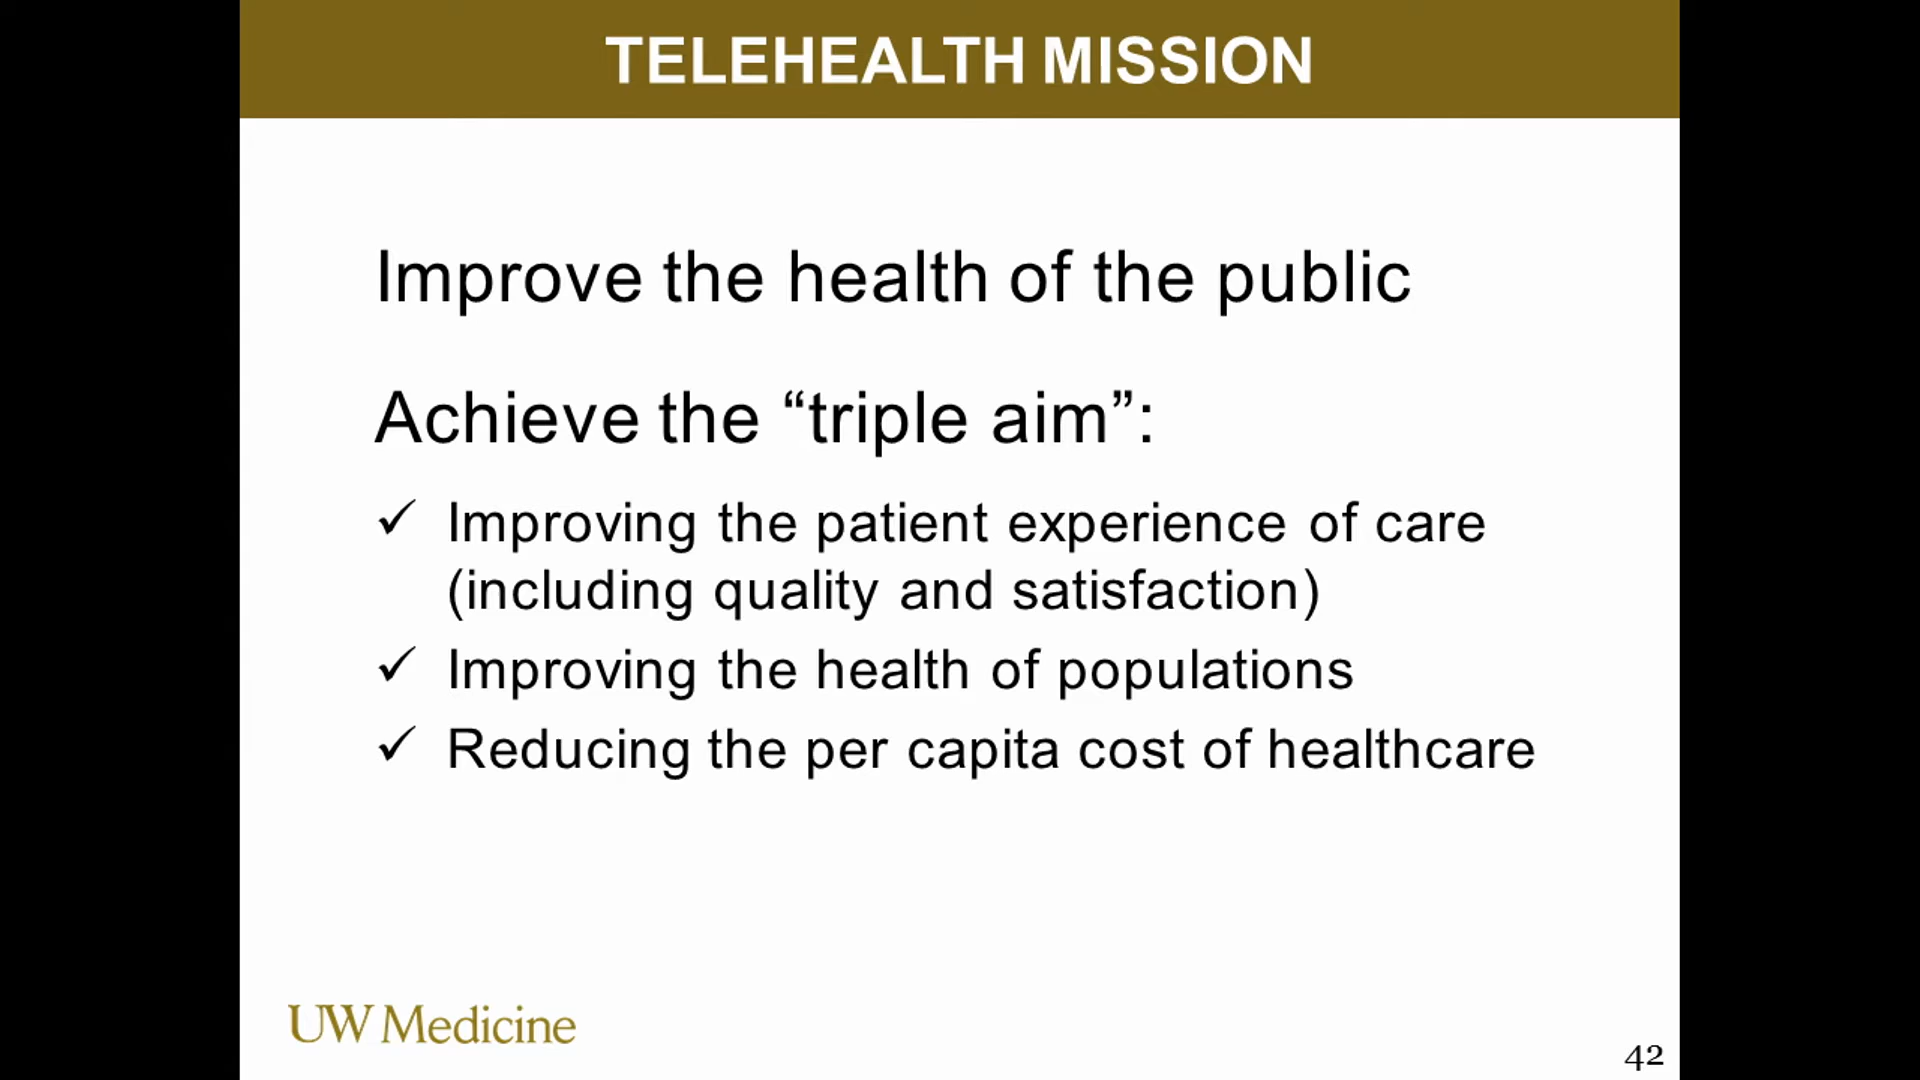 TELEHEALTH MISSION
Improve the health of the public
Achieve the “triple aim”:
✓ Improving the patient experience of care
(including quality and satisfaction)
✓ Improving the health of populations
✓ Reducing the per capita cost of healthcare
UW Medicine
42